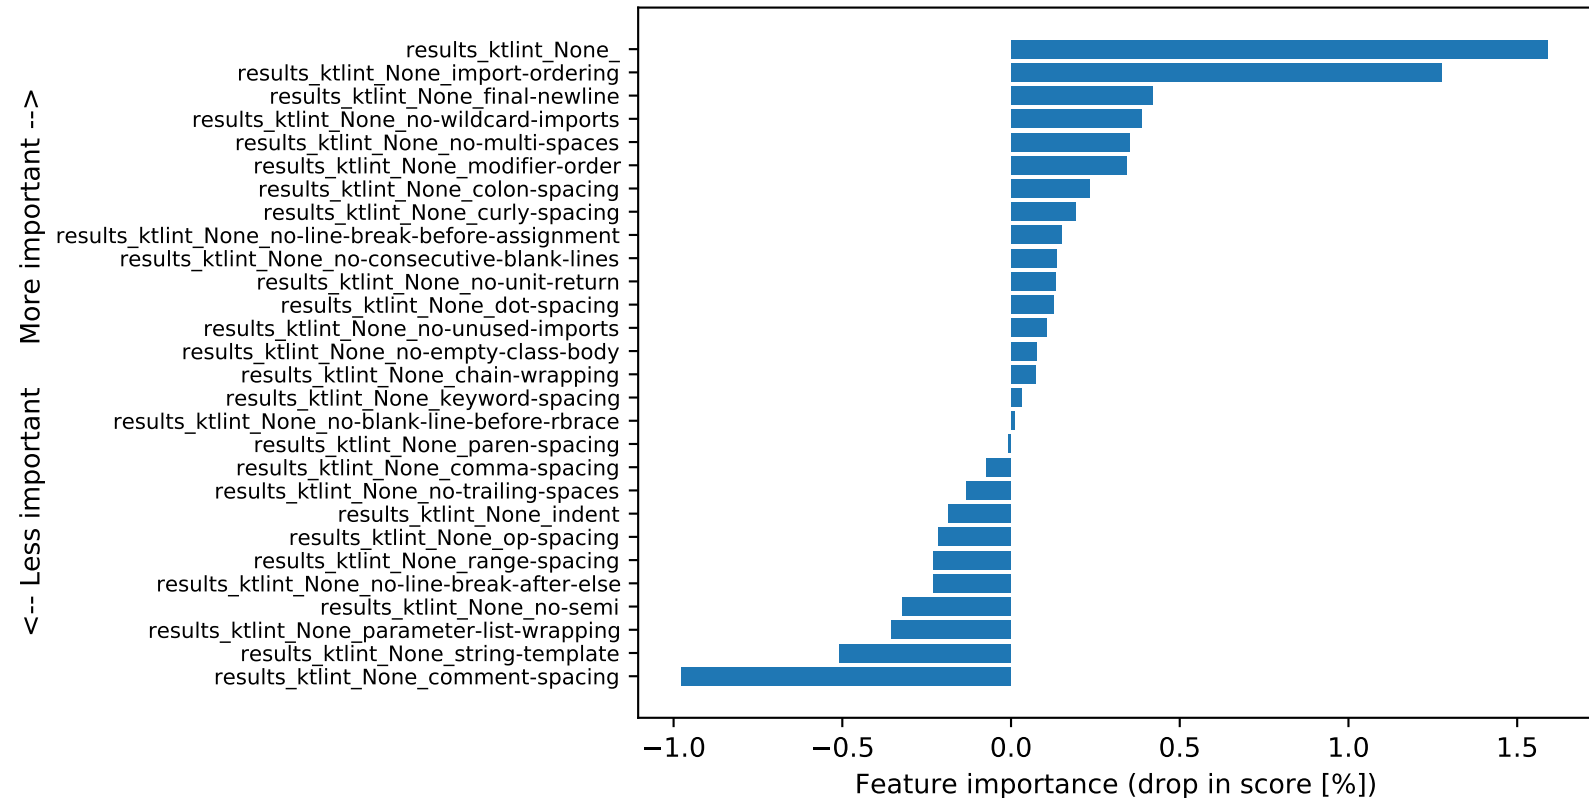 results_ktlint_None_
results_ktlint_None_import-ordering
results_ktlint_None_final-newline
results_ktlint_None_no-wildcard-imports
results_ktlint_None_no-multi-spaces
results_ktlint_None_modifier-order
results_ktlint_None_colon-spacing
results_ktlint_None_curly-spacing
results_ktlint_None_no-line-break-before-assignment
results_ktlint_None_no-consecutive-blank-lines
results_ktlint_None_no-unit-return
results_ktlint_None_dot-spacing
results_ktlint_None_no-unused-imports
results_ktlint_None_no-empty-class-body
results_ktlint_None_chain-wrapping
results_ktlint_None_keyword-spacing
results_ktlint_None_no-blank-line-before-rbrace
results_ktlint_None_paren-spacing
results_ktlint_None_comma-spacing
results_ktlint_None_no-trailing-spaces
results_ktlint_None_indent
results_ktlint_None_op-spacing
results_ktlint_None_range-spacing
results_ktlint_None_no-line-break-after-else
results_ktlint_None_no-semi
results_ktlint_None_parameter-list-wrapping
results_ktlint_None_string-template
results_ktlint_None_comment-spacing
<-- Less important     More important -->
−1.0 −0.5 0.0 0.5 1.0 1.5
Feature importance (drop in score [%])